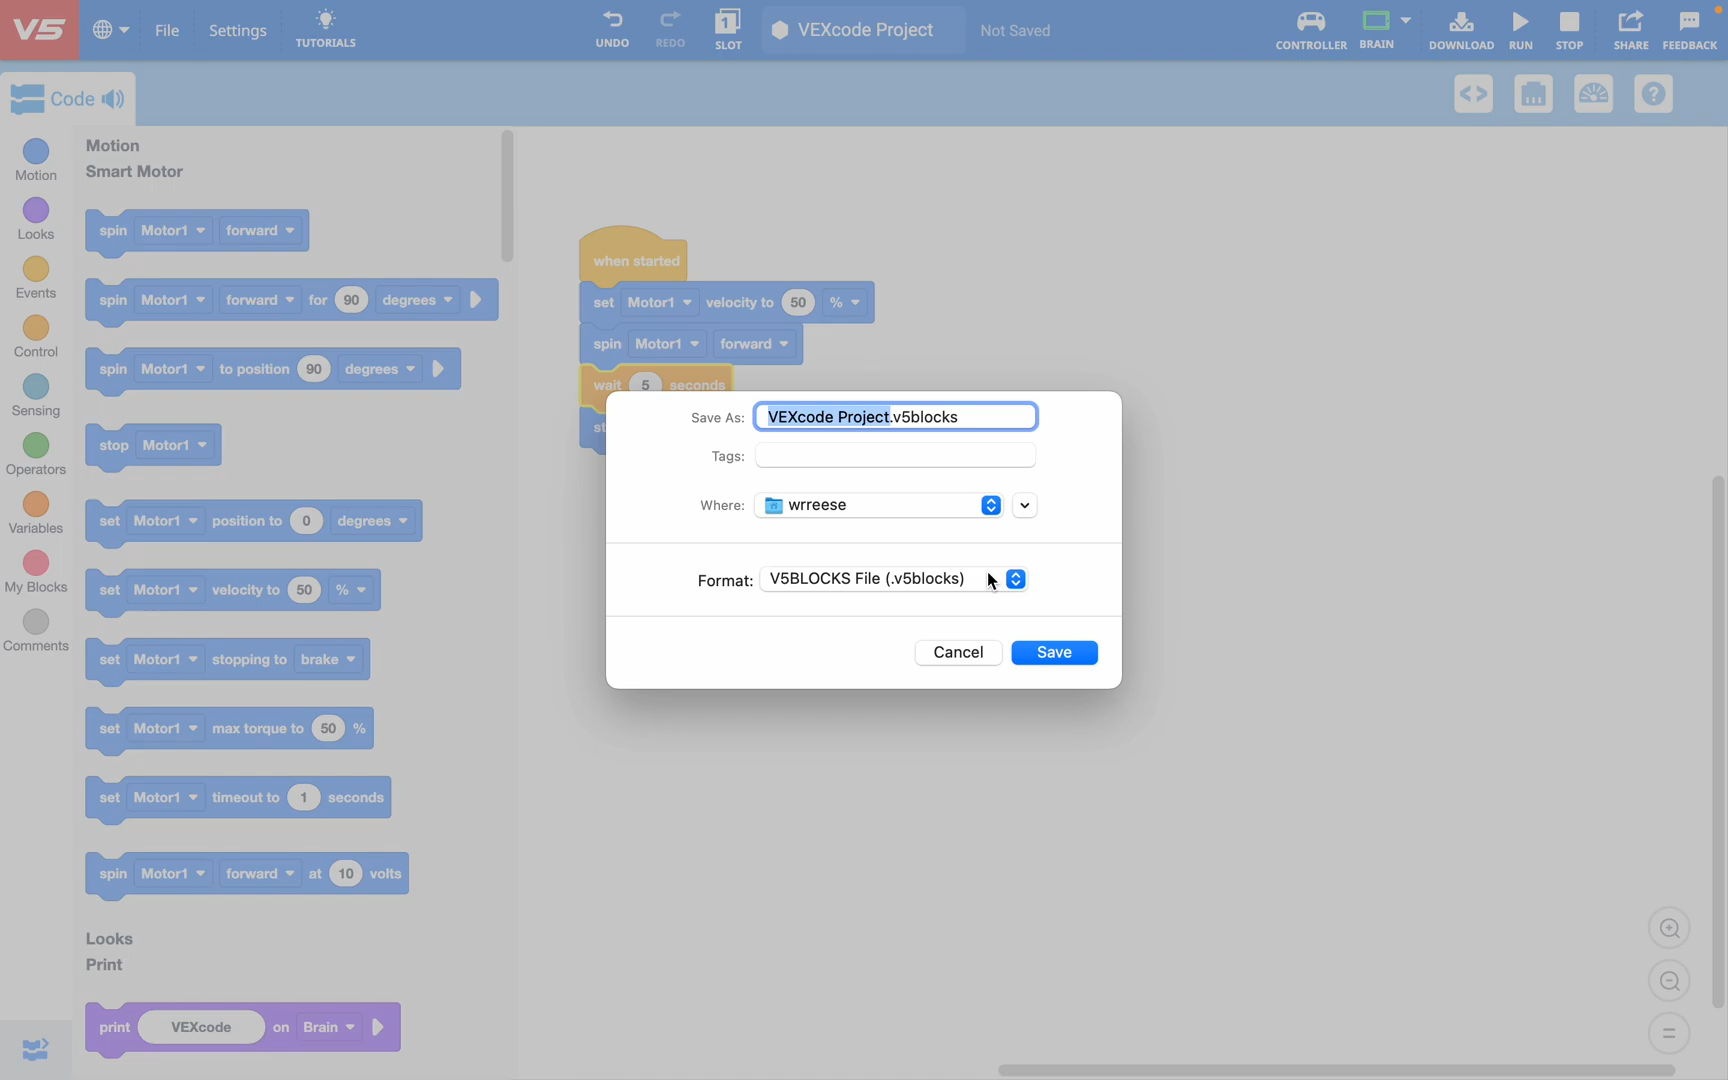 V5
File
Settings
TUTORIALS
UNDO
REDO
1
SLOT
VEXcode Project
Not Saved
CONTROLLER
BRAIN
DOWNLOAD
RUN
STOP
SHARE
FEEDBACK
Code
<>
?
Motion
Looks
Events
Control
Sensing
Operators
Variables
My Blocks
Comments
Motion
Smart Motor
spin Motor1 forward
spin Motor1 forward for 90 degrees
spin Motor1 to position 90 degrees
stop Motor1
set Motor1 position to 0 degrees
set Motor1 velocity to 50 %
set Motor1 stopping to brake
set Motor1 max torque to 50 %
set Motor1 timeout to 1 seconds
spin Motor1 forward at 10 volts
Looks
Print
print VEXcode on Brain
when started
set Motor1 velocity to 50 %
spin Motor1 forward
wait 5 seconds
st
Save As: VEXcode Project.v5blocks
Tags:
Where: wrreese
Format: V5BLOCKS File (.v5blocks)
Cancel
Save